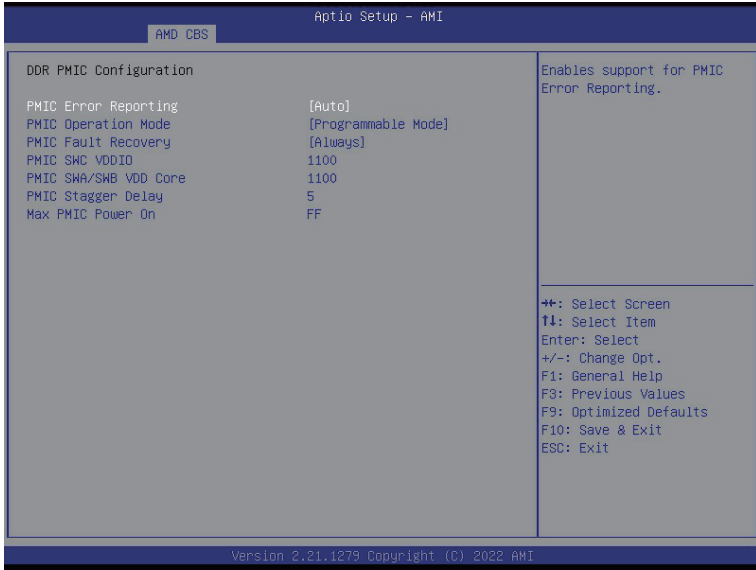 Aptio Setup – AMI
AMD CBS
DDR PMIC Configuration
PMIC Error Reporting [Auto]
PMIC Operation Mode [Programmable Mode]
PMIC Fault Recovery [Always]
PMIC SWC VDDIO 1100
PMIC SWA/SWB VDD Core 1100
PMIC Stagger Delay 5
Max PMIC Power On FF
Enables support for PMIC
Error Reporting.
→←: Select Screen
↑↓: Select Item
Enter: Select
+/-: Change Opt.
F1: General Help
F3: Previous Values
F9: Optimized Defaults
F10: Save & Exit
ESC: Exit
Version 2.21.1279 Copyright (C) 2022 AMI